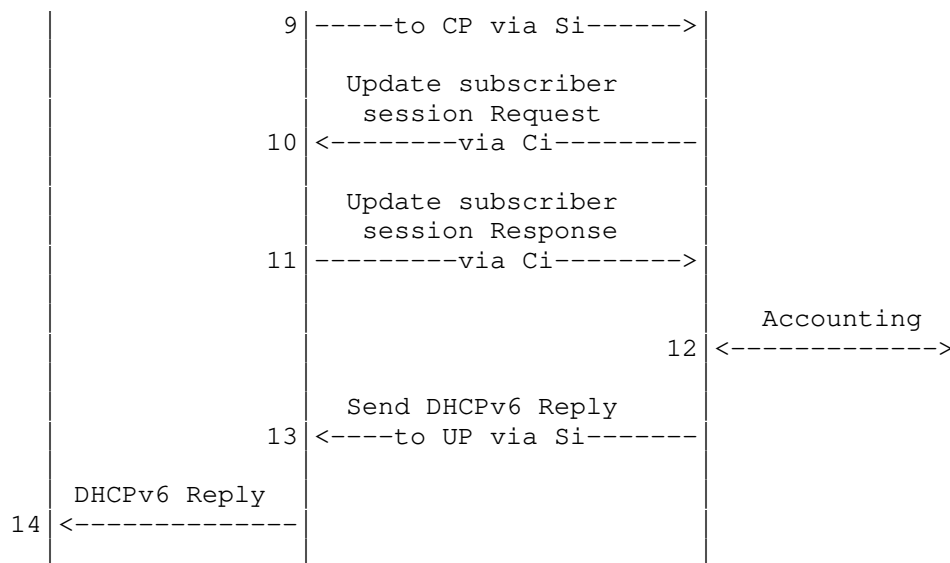 9|-----to CP via Si------>|
Update subscriber
session Request
10|<--------via Ci---------|
Update subscriber
session Response
11|---------via Ci-------->|
Accounting
12|<------------->
Send DHCPv6 Reply
13|<----to UP via Si-------|
DHCPv6 Reply
14|<--------------|